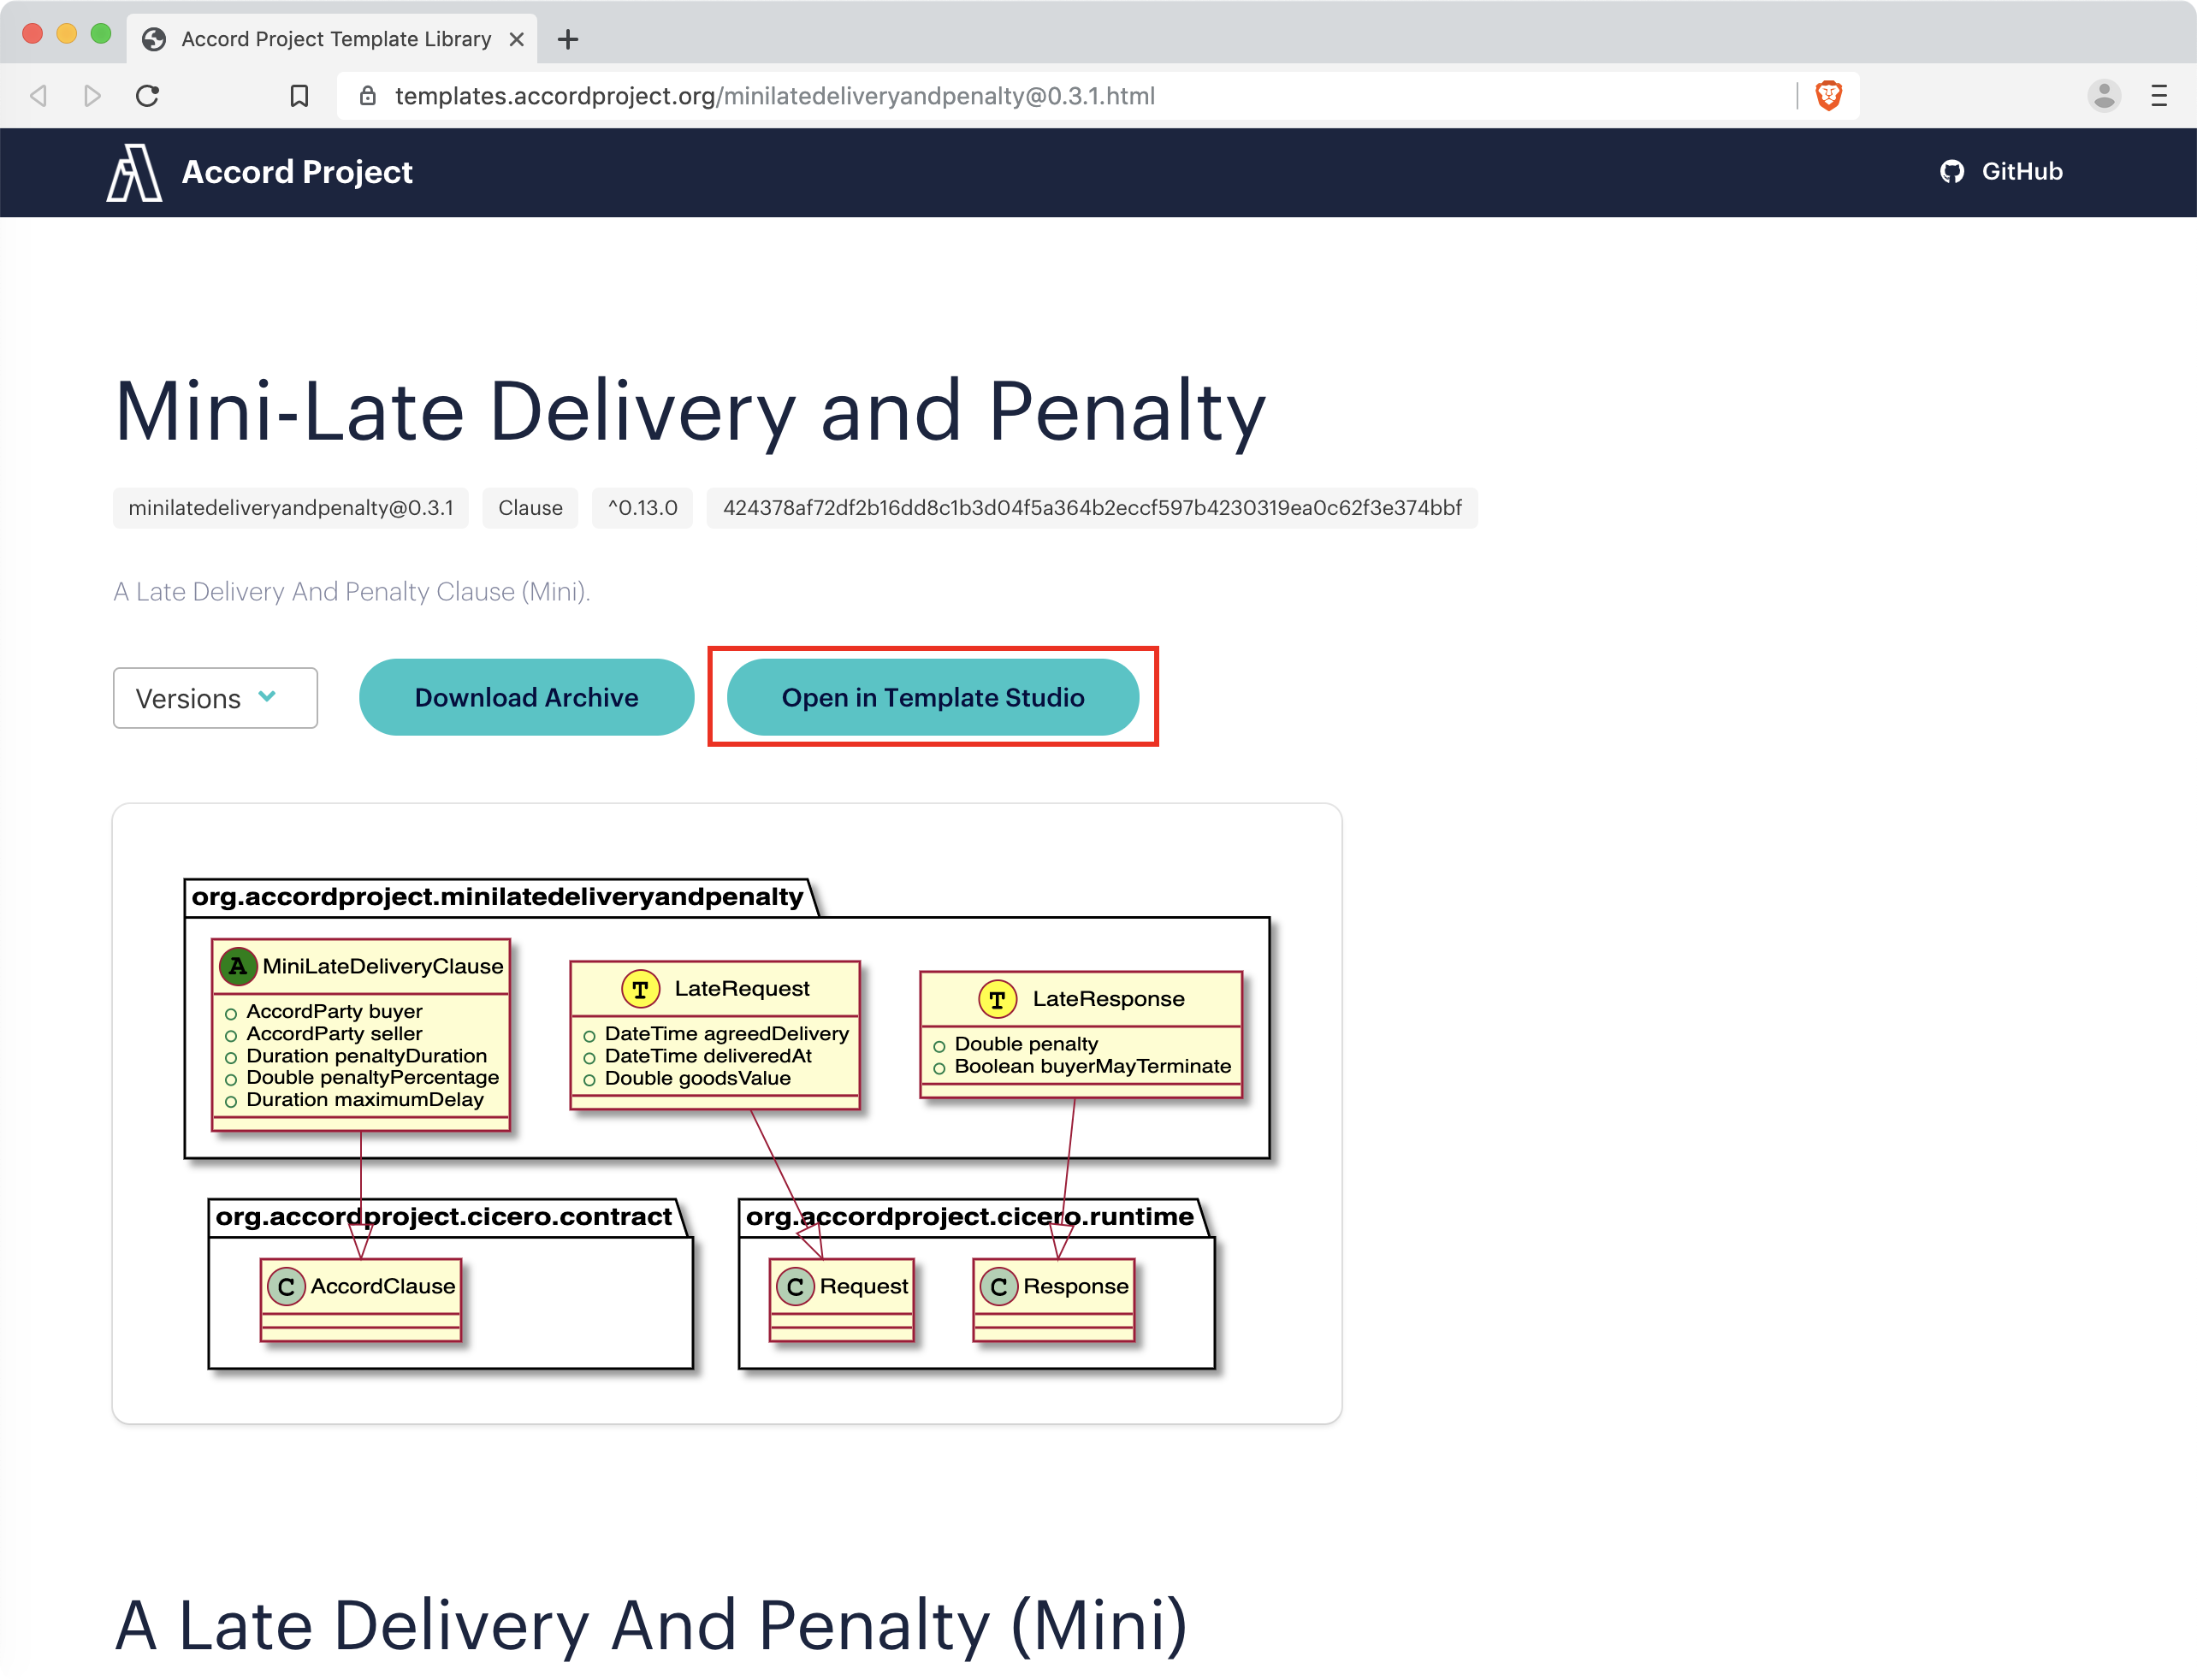 Accord Project Template Library
templates.accordproject.org/minilatedeliveryandpenalty@0.3.1.html
Accord Project
GitHub
Mini-Late Delivery and Penalty
minilatedeliveryandpenalty@0.3.1 Clause ^0.13.0 424378af72df2b16dd8c1b3d04f5a364b2eccf597b4230319ea0c62f3e374bbf
A Late Delivery And Penalty Clause (Mini).
Versions Download Archive Open in Template Studio
org.accordproject.minilatedeliveryandpenalty
A MiniLateDeliveryClause
AccordParty buyer
AccordParty seller
Duration penaltyDuration
Double penaltyPercentage
Duration maximumDelay
T LateRequest
DateTime agreedDelivery
DateTime deliveredAt
Double goodsValue
T LateResponse
Double penalty
Boolean buyerMayTerminate
org.accordproject.cicero.contract
C AccordClause
org.accordproject.cicero.runtime
C Request
C Response
A Late Delivery And Penalty (Mini)